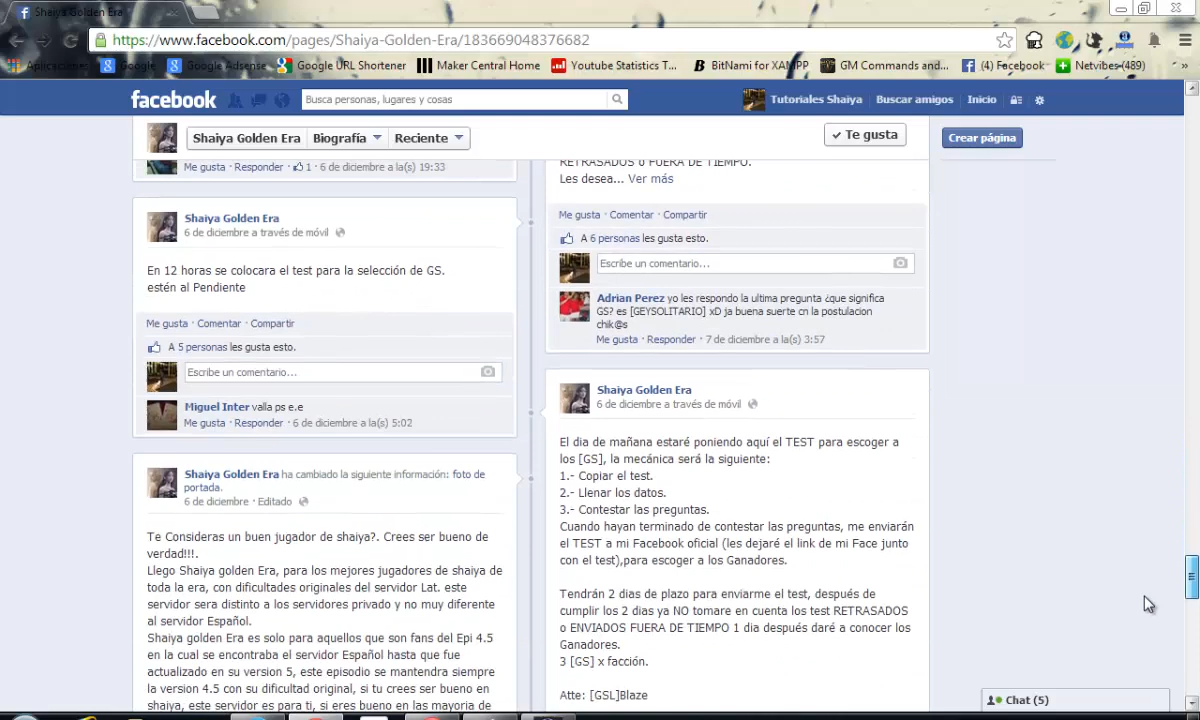 Shaiya Golden Era
https://www.facebook.com/pages/Shaiya-Golden-Era/183669048376682
Aplicaciones Google Google Adsense Google URL Shortener Maker Central Home Youtube Statistics T... BitNami for XAMPP GM Commands and... (4) Facebook Netvibes (489) »
facebook Busca personas, lugares y cosas Tutoriales Shaiya Buscar amigos Inicio
Shaiya Golden Era Biografía Reciente Te gusta Crear página
Me gusta · Responder · 1 · 6 de diciembre a la(s) 19:33
Shaiya Golden Era
6 de diciembre a través de móvil
En 12 horas se colocara el test para la selección de GS.
estén al Pendiente
Me gusta · Comentar · Compartir
A 5 personas les gusta esto.
Escribe un comentario...
Miguel Inter valla ps e.e
Me gusta · Responder · 6 de diciembre a la(s) 5:02
Shaiya Golden Era ha cambiado la siguiente información: foto de
portada.
6 de diciembre · Editado
Te Consideras un buen jugador de shaiya?. Crees ser bueno de
verdad!!!.
Llego Shaiya golden Era, para los mejores jugadores de shaiya de
toda la era, con dificultades originales del servidor Lat. este
servidor sera distinto a los servidores privado y no muy diferente
al servidor Español.
Shaiya golden Era es solo para aquellos que son fans del Epi 4.5
en la cual se encontraba el servidor Español hasta que fue
actualizado en su version 5, este episodio se mantendra siempre
la version 4.5 con su dificultad original, si tu crees ser bueno en
shaiya, este servidor es para ti, si eres bueno en las mayoria de
RETRASADOS o FUERA DE TIEMPO.
Les desea... Ver más
Me gusta · Comentar · Compartir
A 6 personas les gusta esto.
Escribe un comentario...
Adrian Perez yo les respondo la ultima pregunta ¿que significa
GS? es [GEYSOLITARIO] xD ja buena suerte cn la postulacion
chik@s
Me gusta · Responder · 7 de diciembre a la(s) 3:57
Shaiya Golden Era
6 de diciembre a través de móvil
El dia de mañana estaré poniendo aquí el TEST para escoger a
los [GS], la mecánica será la siguiente:
1.- Copiar el test.
2.- Llenar los datos.
3.- Contestar las preguntas.
Cuando hayan terminado de contestar las preguntas, me enviarán
el TEST a mi Facebook oficial (les dejaré el link de mi Face junto
con el test),para escoger a los Ganadores.
Tendrán 2 dias de plazo para enviarme el test, después de
cumplir los 2 dias ya NO tomare en cuenta los test RETRASADOS
o ENVIADOS FUERA DE TIEMPO 1 dia después daré a conocer los
Ganadores.
3 [GS] x facción.
Atte: [GSL]Blaze
Chat (5)